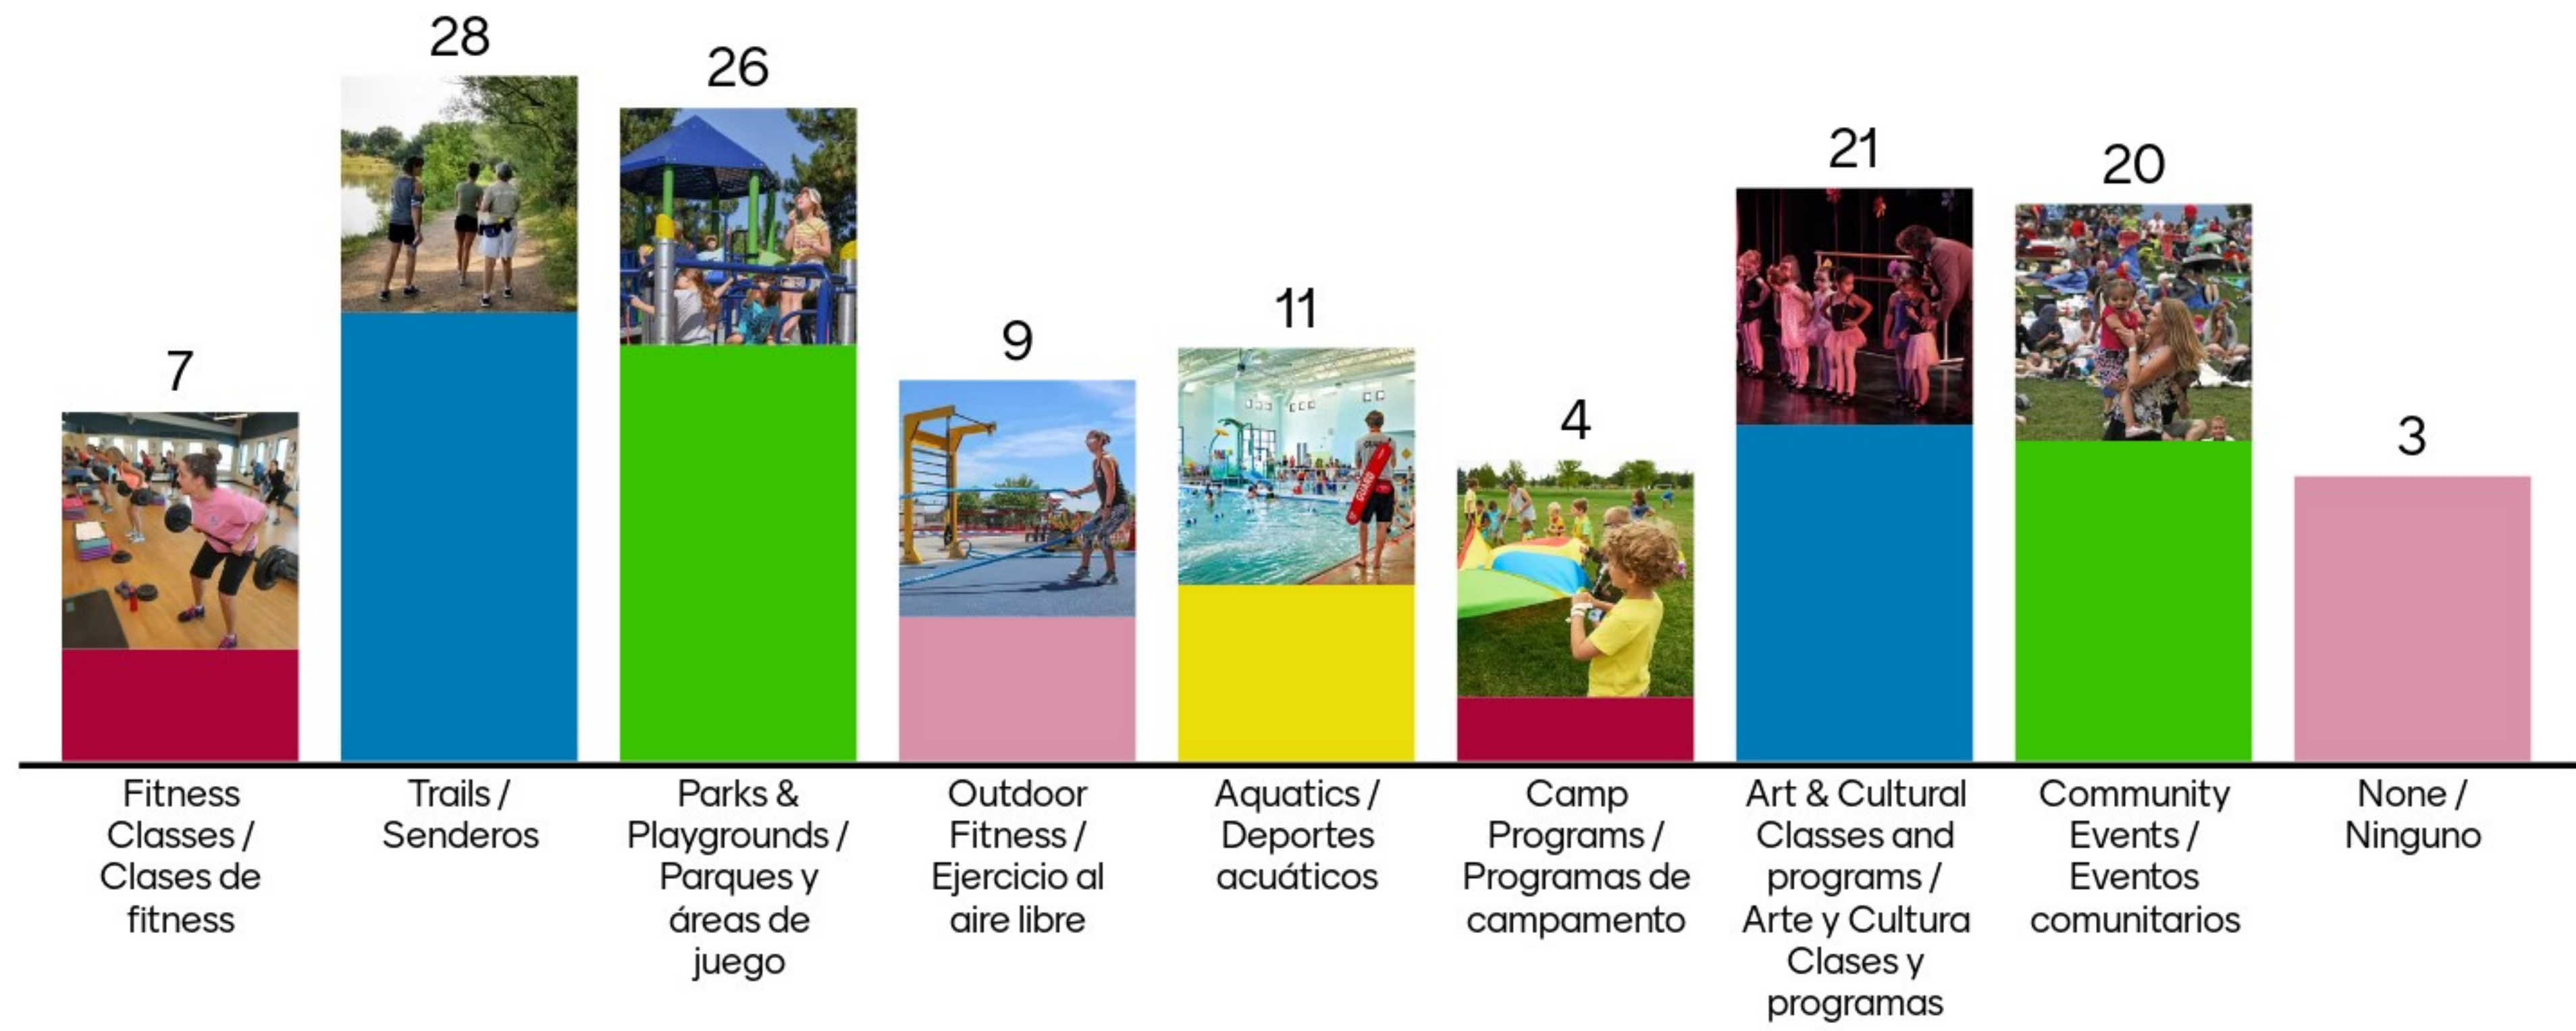 7
28
26
9
11
4
21
20
3
Fitness
Classes /
Clases de
fitness
Trails /
Senderos
Parks &
Playgrounds /
Parques y
áreas de
juego
Outdoor
Fitness /
Ejercicio al
aire libre
Aquatics /
Deportes
acuáticos
Camp
Programs /
Programas de
campamento
Art & Cultural
Classes and
programs /
Arte y Cultura
Clases y
programas
Community
Events /
Eventos
comunitarios
None /
Ninguno
GUARD